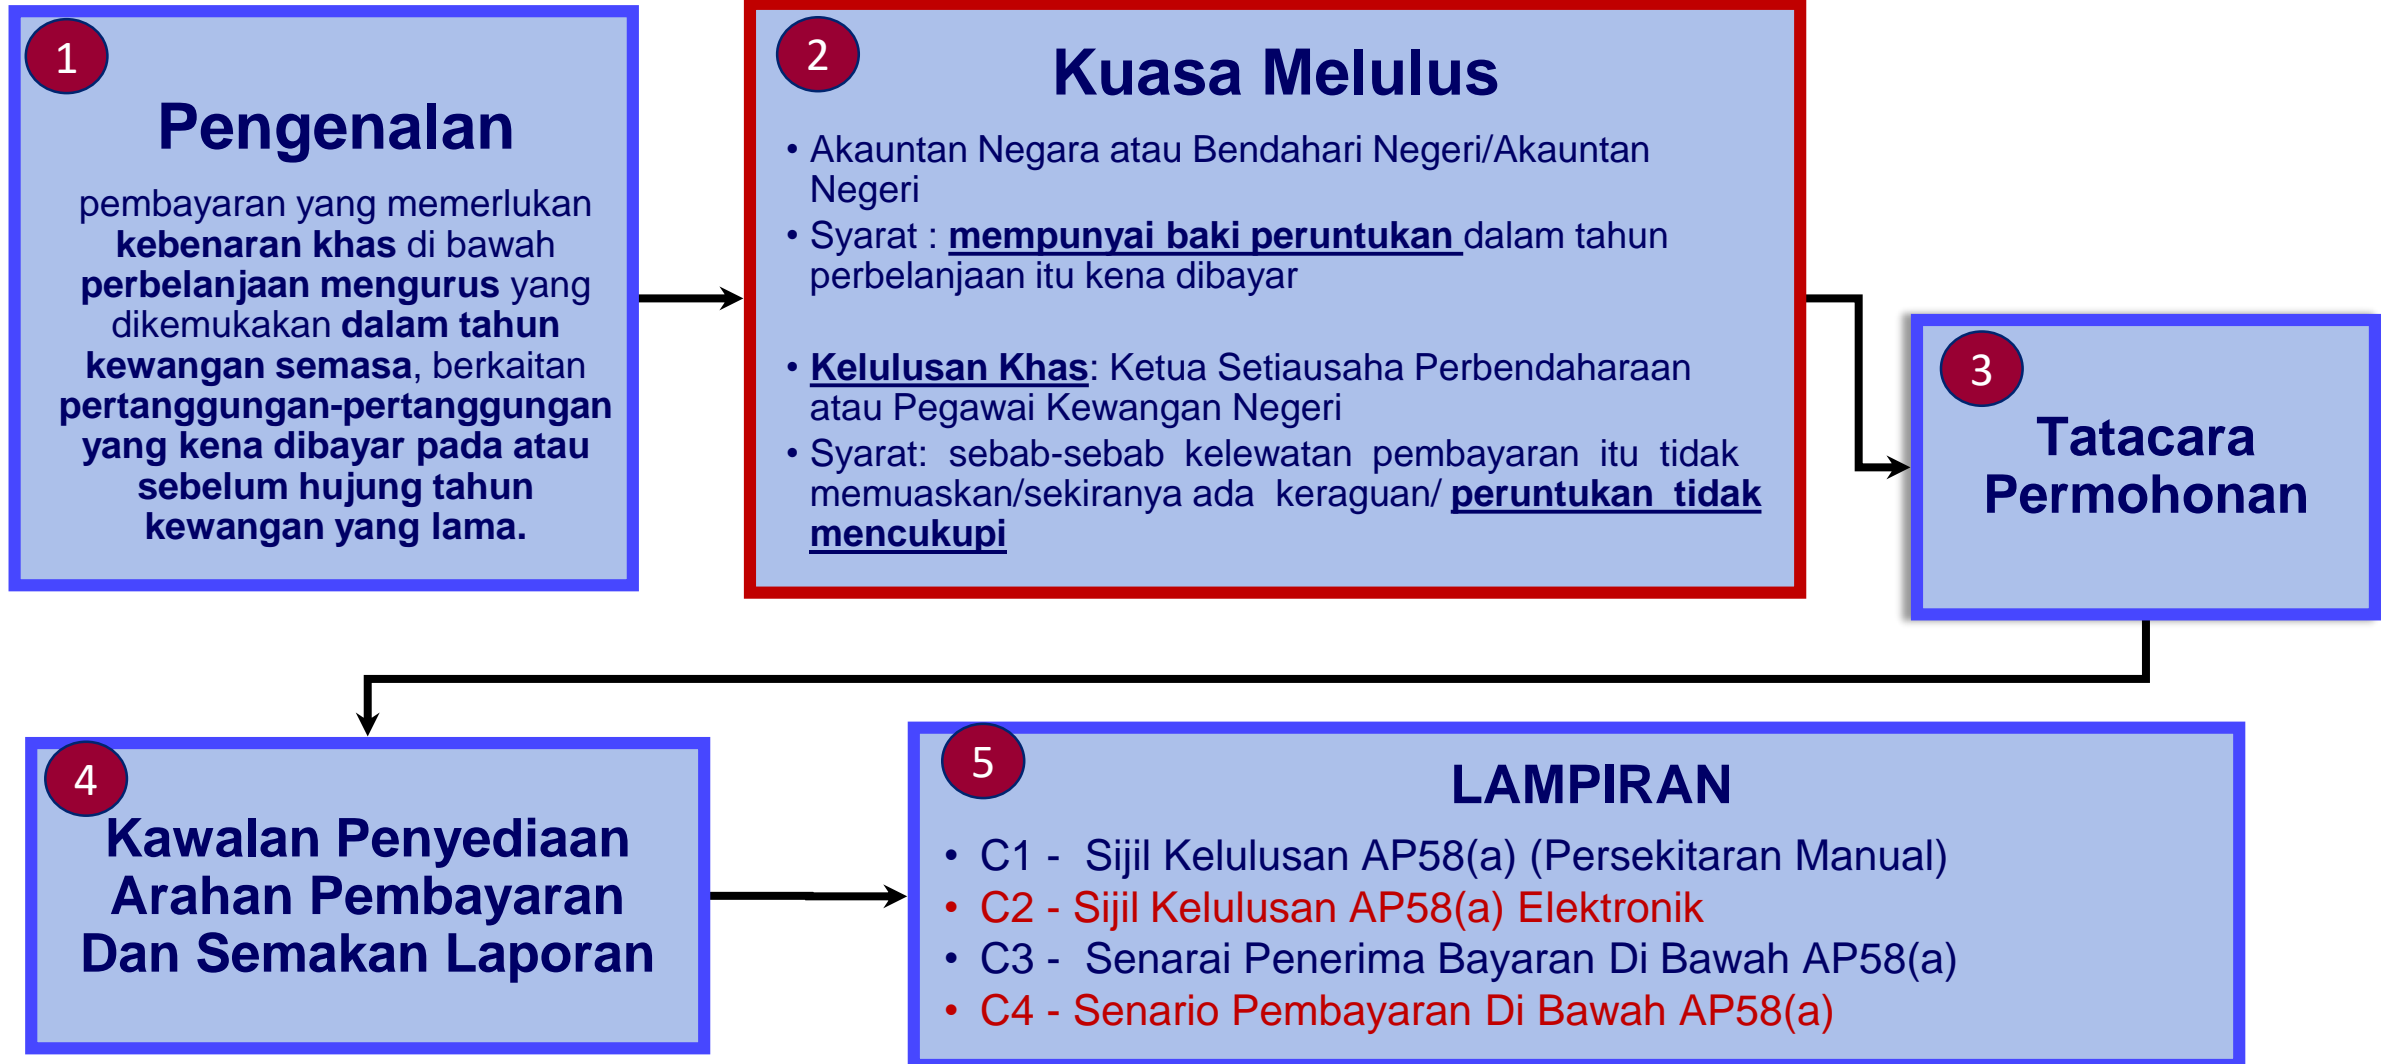 1
Pengenalan
pembayaran yang memerlukan
kebenaran khas di bawah
perbelanjaan mengurus yang
dikemukakan dalam tahun
kewangan semasa, berkaitan
pertanggungan-pertanggungan
yang kena dibayar pada atau
sebelum hujung tahun
kewangan yang lama.
2
Kuasa Melulus
• Akauntan Negara atau Bendahari Negeri/Akauntan
Negeri
• Syarat : mempunyai baki peruntukan dalam tahun
perbelanjaan itu kena dibayar
• Kelulusan Khas: Ketua Setiausaha Perbendaharaan
atau Pegawai Kewangan Negeri
• Syarat: sebab-sebab kelewatan pembayaran itu tidak
memuaskan/sekiranya ada keraguan/ peruntukan tidak
mencukupi
3
Tatacara
Permohonan
4
Kawalan Penyediaan
Arahan Pembayaran
Dan Semakan Laporan
5
LAMPIRAN
• C1 - Sijil Kelulusan AP58(a) (Persekitaran Manual)
• C2 - Sijil Kelulusan AP58(a) Elektronik
• C3 - Senarai Penerima Bayaran Di Bawah AP58(a)
• C4 - Senario Pembayaran Di Bawah AP58(a)